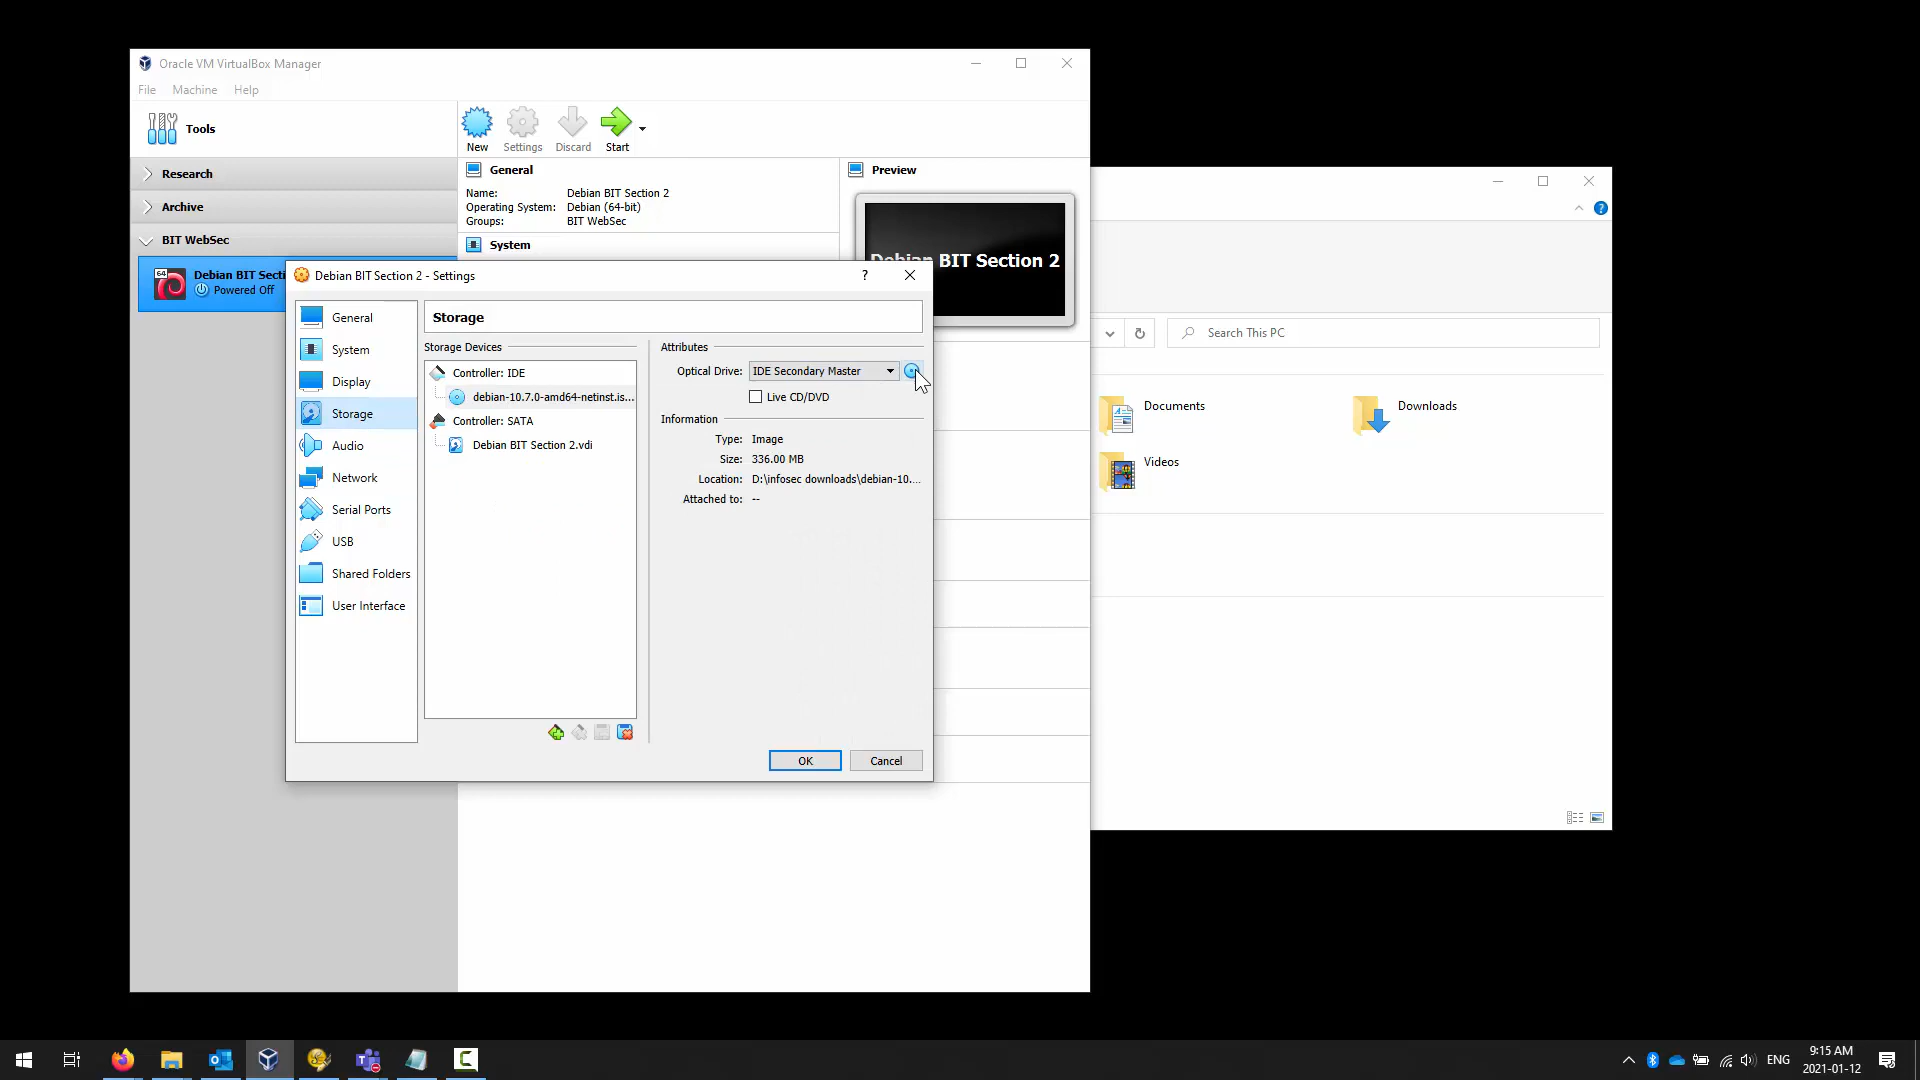 Oracle VM VirtualBox Manager
File Machine Help
Tools
New Settings Discard Start
Research
Archive
BIT WebSec
64
Debian BIT Secti
Powered Off
General
Name: Debian BIT Section 2
Operating System: Debian (64-bit)
Groups: BIT WebSec
System
Preview
Debian BIT Section 2
Debian BIT Section 2 - Settings
?
General
System
Display
Storage
Audio
Network
Serial Ports
USB
Shared Folders
User Interface
Storage
Storage Devices
Controller: IDE
debian-10.7.0-amd64-netinst.is...
Controller: SATA
Debian BIT Section 2.vdi
Attributes
Optical Drive: IDE Secondary Master
Live CD/DVD
Information
Type: Image
Size: 336.00 MB
Location: D:\infosec downloads\debian-10....
Attached to: --
OK Cancel
?
Search This PC
Documents
Downloads
Videos
ENG
9:15 AM
2021-01-12